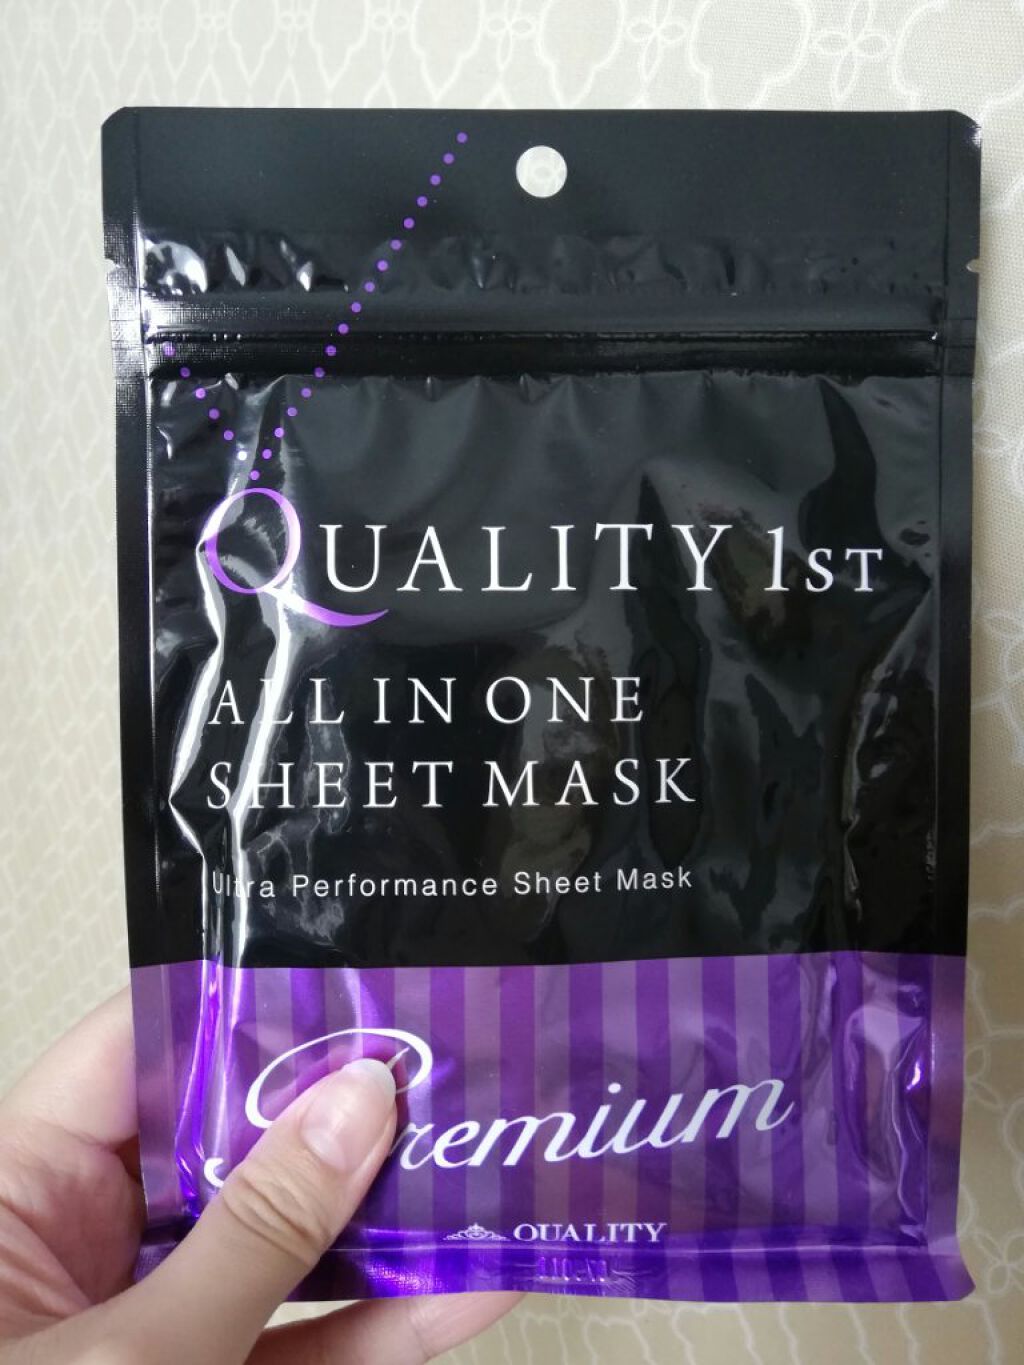 QUALITY 1ST
ALL IN ONE
SHEET MASK
Ultra Performance Sheet Mask
Premium
QUALITY